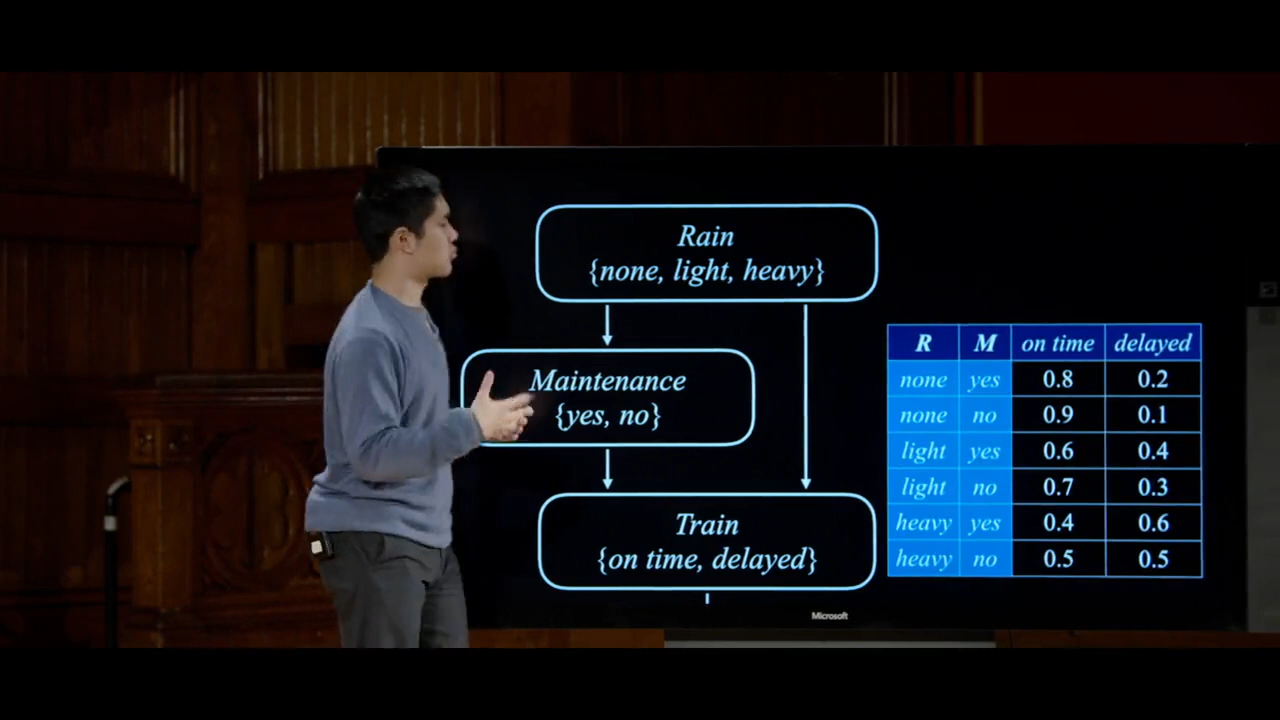 Rain
{none, light, heavy}
Maintenance
{yes, no}
Train
{on time, delayed}
R M on time delayed
none yes 0.8 0.2
none no 0.9 0.1
light yes 0.6 0.4
light no 0.7 0.3
heavy yes 0.4 0.6
heavy no 0.5 0.5
Microsoft